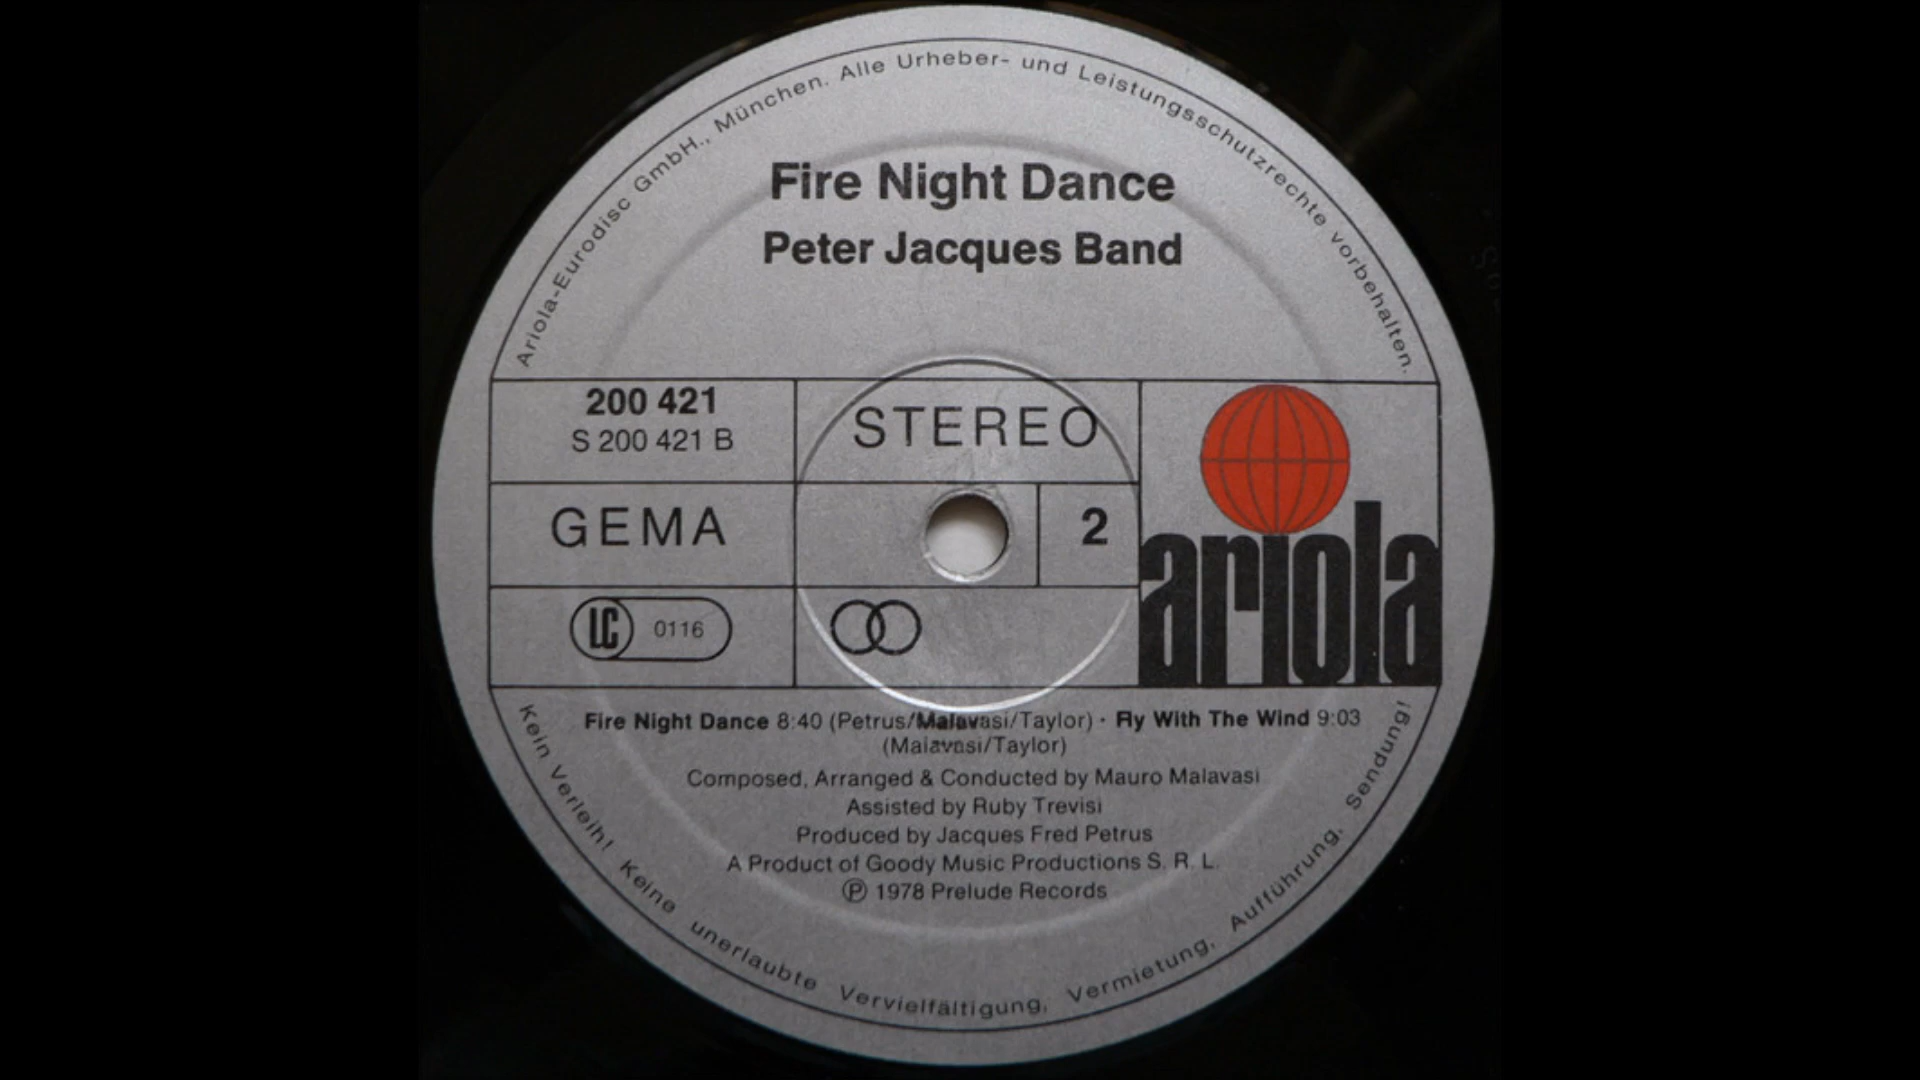 Ariola-Eurodisc GmbH., München. Alle Urheber- und Leistungsschutzrechte vorbehalten.
Fire Night Dance
Peter Jacques Band
200 421
S 200 421 B
STEREO
GEMA
2
ariola
LC 0116
Fire Night Dance 8:40 (Petrus/Malavasi/Taylor) · Fly With The Wind 9:03
(Malavasi/Taylor)
Composed, Arranged & Conducted by Mauro Malavasi
Assisted by Ruby Trevisi
Produced by Jacques Fred Petrus
A Product of Goody Music Productions S. R. L.
Ⓟ 1978 Prelude Records
Kein Verleih! Keine unerlaubte Vervielfältigung, Vermietung, Aufführung, Sendung!